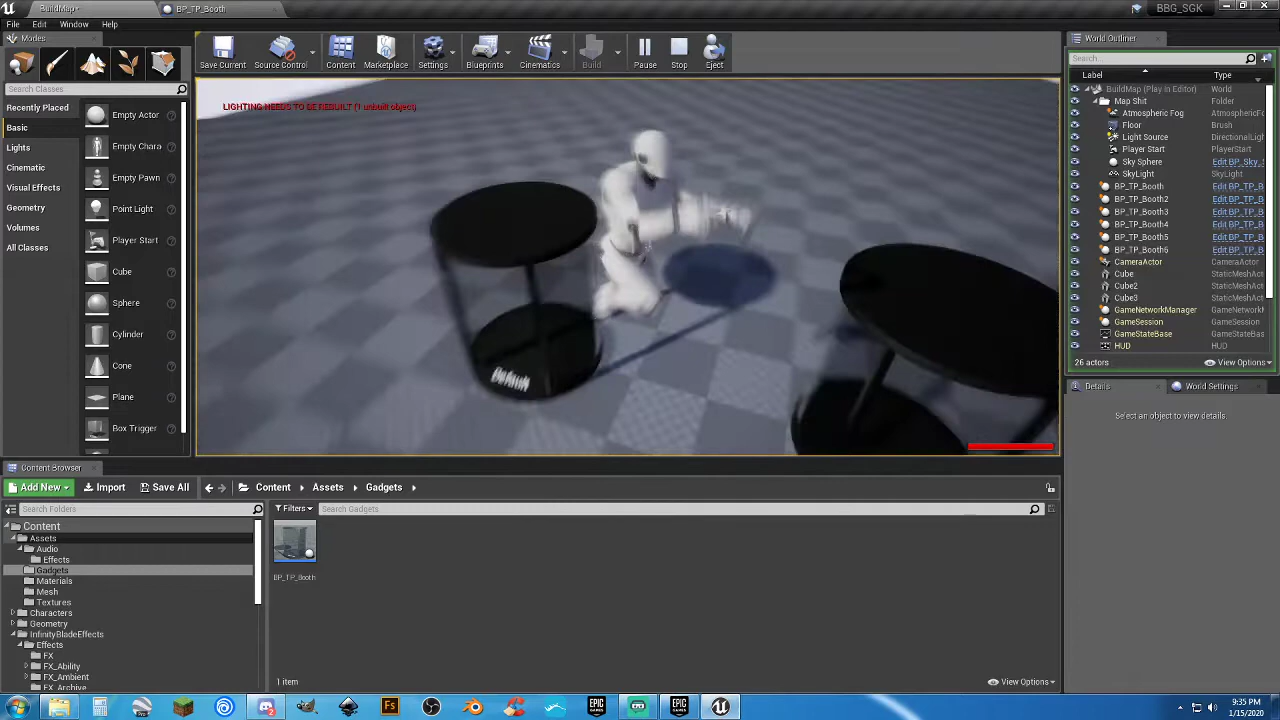 BuildMap*
BP_TP_Booth
BBG_SGK
File Edit Window Help
Modes
Search Classes
Recently Placed
Basic
Lights
Cinematic
Visual Effects
Geometry
Volumes
All Classes
Empty Actor
Empty Chara
Empty Pawn
Point Light
Player Start
Cube
Sphere
Cylinder
Cone
Plane
Box Trigger
Save Current
Source Control
Content
Marketplace
Settings
Blueprints
Cinematics
Build
Pause
Stop
Eject
LIGHTING NEEDS TO BE REBUILT (1 unbuilt object)
World Outliner
Search...
Label Type
BuildMap (Play In Editor) World
Map Shit Folder
Atmospheric Fog AtmosphericFo
Floor Brush
Light Source DirectionalLigh
Player Start PlayerStart
Sky Sphere Edit BP_Sky_S
SkyLight SkyLight
BP_TP_Booth Edit BP_TP_B
BP_TP_Booth2 Edit BP_TP_B
BP_TP_Booth3 Edit BP_TP_B
BP_TP_Booth4 Edit BP_TP_B
BP_TP_Booth5 Edit BP_TP_B
BP_TP_Booth6 Edit BP_TP_B
CameraActor CameraActor
Cube StaticMeshAct
Cube2 StaticMeshAct
Cube3 StaticMeshAct
GameNetworkManager GameNetworkM
GameSession GameSession
GameStateBase GameStateBase
HUD HUD
26 actors View Options
Details
World Settings
Select an object to view details.
Content Browser
Add New Import Save All
Content Assets Gadgets
Search Folders
Filters Search Gadgets
Content
Assets
Audio
Effects
Gadgets
Materials
Mesh
Textures
Characters
Geometry
InfinityBladeEffects
Effects
FX
FX_Ability
FX_Ambient
FX_Archive
BP_TP_Booth
1 item
View Options
9:35 PM
1/15/2020